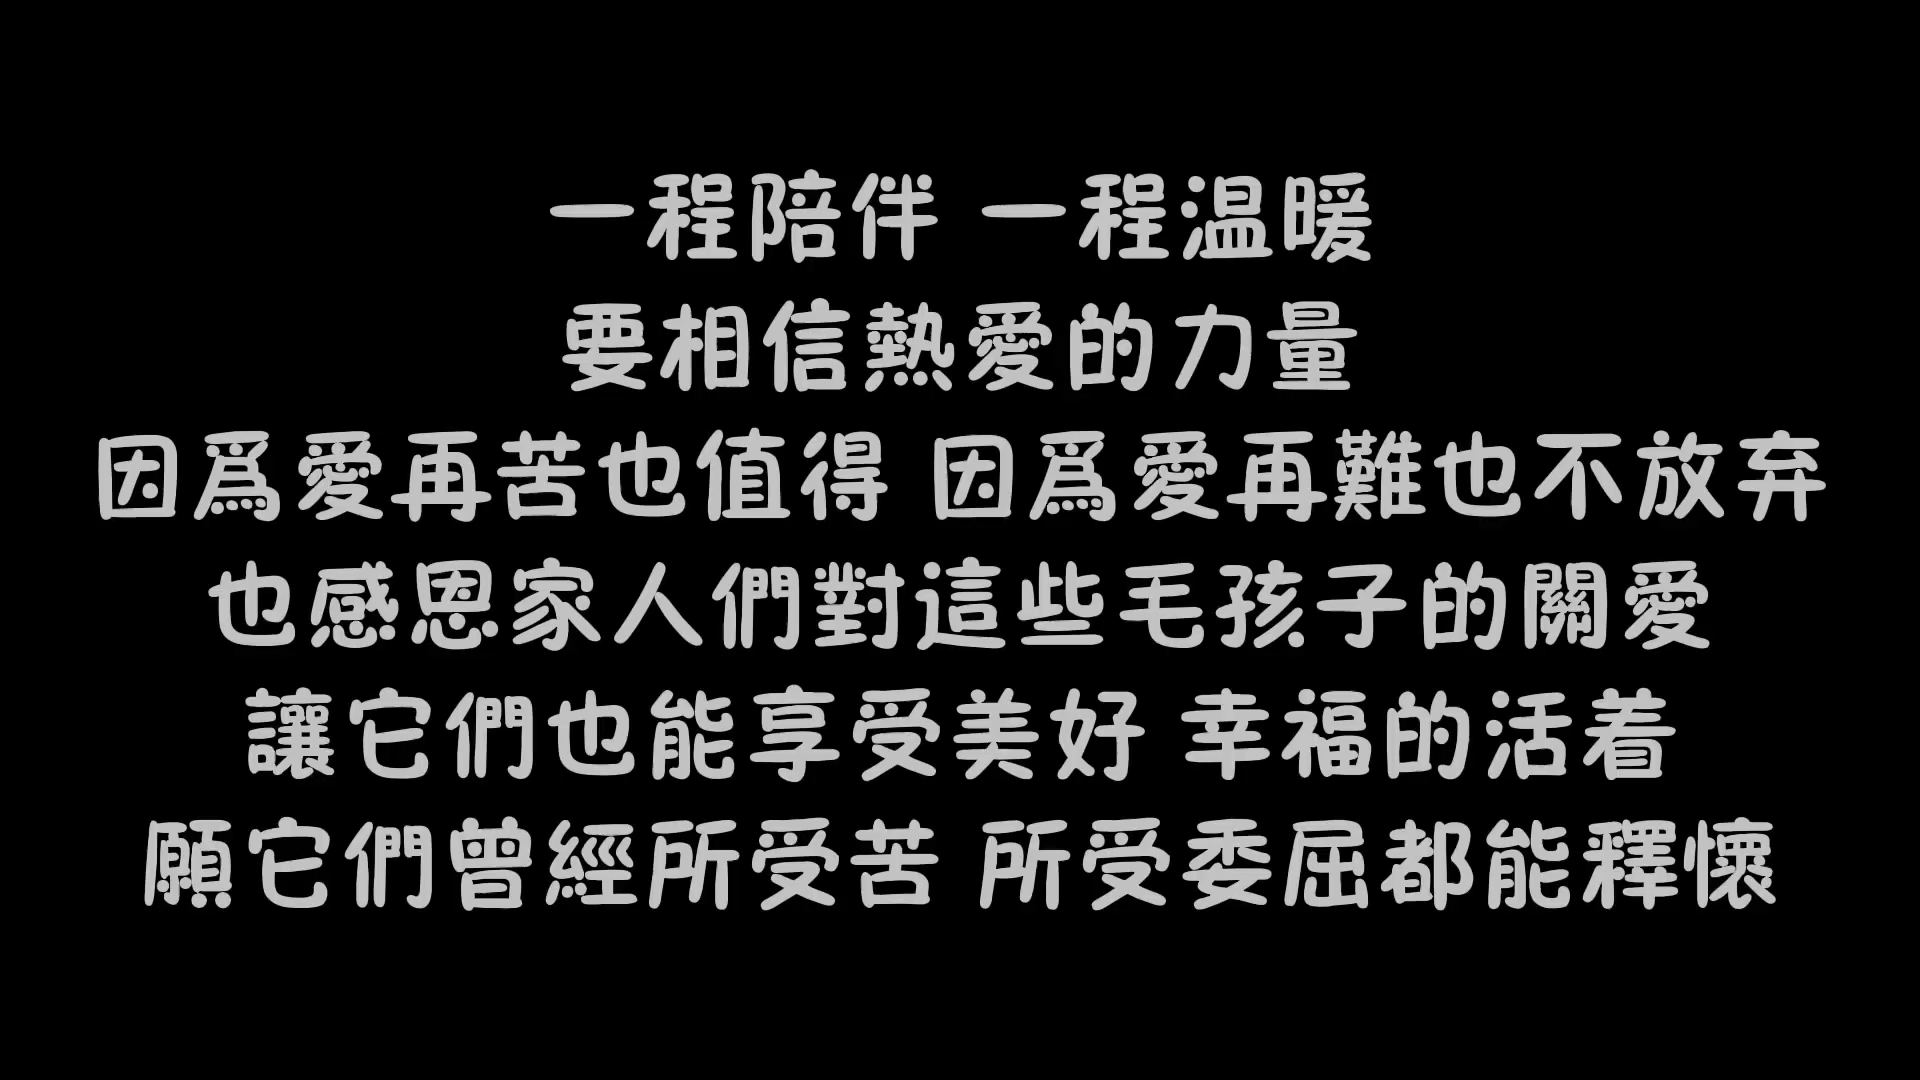 一程陪伴 一程温暖
要相信熱愛的力量
因爲愛再苦也值得 因爲愛再難也不放弃
也感恩家人們對這些毛孩子的關愛
讓它們也能享受美好 幸福的活着
願它們曾經所受苦 所受委屈都能釋懷